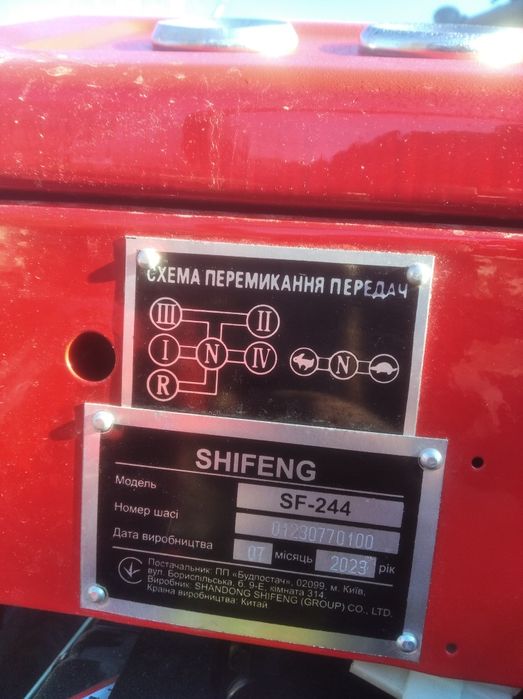 СХЕМА ПЕРЕМИКАННЯ ПЕРЕДАЧ
III II
I N IV N
R
SHIFENG
Модель SF-244
Номер шасі 01230770100
Дата виробництва 07 місяць 2023 рік
Постачальник: ПП «Будпостач», 02099, м. Київ,
вул. Бориспільська, 6, 9-Е, кімната 314.
Виробник: SHANDONG SHIFENG (GROUP) CO., LTD.
Країна виробництва: Китай.